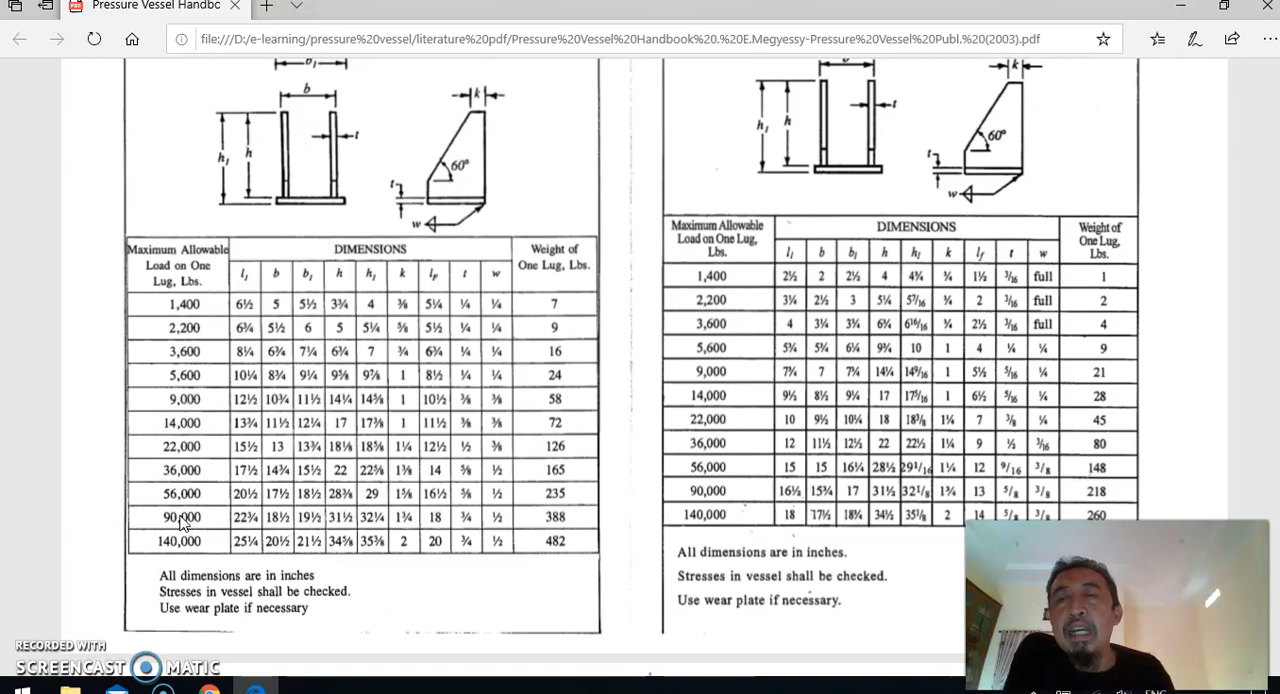 Pressure Vessel Handbo
file:///D:/e-learning/pressure%20vessel/literature%20pdf/Pressure%20Vessel%20Handbook%20.%20E.Megyessy-Pressure%20Vessel%20Publ.%20(2003).pdf
b₁
b
k
h₁ h t
60°
t
w
Maximum Allowable Load on One Lug, Lbs. DIMENSIONS Weight of One Lug, Lbs.
l₁ b b₁ h h₁ k lₚ t w
1,400 6½ 5 5½ 3¾ 4 ⅜ 5¼ ¼ ¼ 7
2,200 6¾ 5½ 6 5 5¼ ⅜ 5½ ¼ ¼ 9
3,600 8¼ 6¾ 7¼ 6¾ 7 ¾ 6¾ ¼ ¼ 16
5,600 10¼ 8¾ 9¼ 9⅝ 9⅞ 1 8½ ¼ ¼ 24
9,000 12½ 10¾ 11½ 14¼ 14⅝ 1 10½ ⅜ ⅜ 58
14,000 13¾ 11½ 12¼ 17 17⅜ 1 11½ ⅜ ⅜ 72
22,000 15½ 13 13¾ 18⅛ 18⅝ 1¼ 12½ ½ ⅜ 126
36,000 17½ 14¾ 15½ 22 22⅝ 1⅜ 14 ⅝ ½ 165
56,000 20½ 17½ 18½ 28⅜ 29 1⅝ 16½ ⅝ ½ 235
90,000 22¾ 18½ 19½ 31½ 32¼ 1¾ 18 ¾ ½ 388
140,000 25¼ 20½ 21½ 34⅝ 35⅜ 2 20 ¾ ½ 482
All dimensions are in inches
Stresses in vessel shall be checked.
Use wear plate if necessary
k
h₁ h t
60°
t
w
Maximum Allowable Load on One Lug, Lbs. DIMENSIONS Weight of One Lug, Lbs.
l₁ b b₁ h h₁ k lf t w
1,400 2½ 2 2½ 4 4¾ ¾ 1½ 3/16 full 1
2,200 3¼ 2½ 3 5¼ 5 7/16 ¾ 2 3/16 full 2
3,600 4 3¼ 3¾ 6¾ 6 16/16 ¾ 2½ 3/16 full 4
5,600 5¾ 5¾ 6¼ 9¾ 10 1 4 ¼ ¼ 9
9,000 7¾ 7 7¾ 14¼ 14 9/16 1 5½ 5/16 ¼ 21
14,000 9½ 8½ 9¼ 17 17 5/16 1 6½ 5/16 ¼ 28
22,000 10 9½ 10¼ 18 18⅜ 1¼ 7 ⅜ ¼ 45
36,000 12 11½ 12½ 22 22½ 1¼ 9 ½ 3/16 80
56,000 15 15 16¼ 28½ 29 1/16 1¼ 12 9/16 3/8 148
90,000 16½ 15¾ 17 31½ 32 1/8 1¾ 13 5/8 3/8 218
140,000 18 17½ 18¾ 34½ 35⅛ 2 14 5/8 3/8 260
All dimensions are in inches.
Stresses in vessel shall be checked.
Use wear plate if necessary.
RECORDED WITH
SCREENCAST MATIC